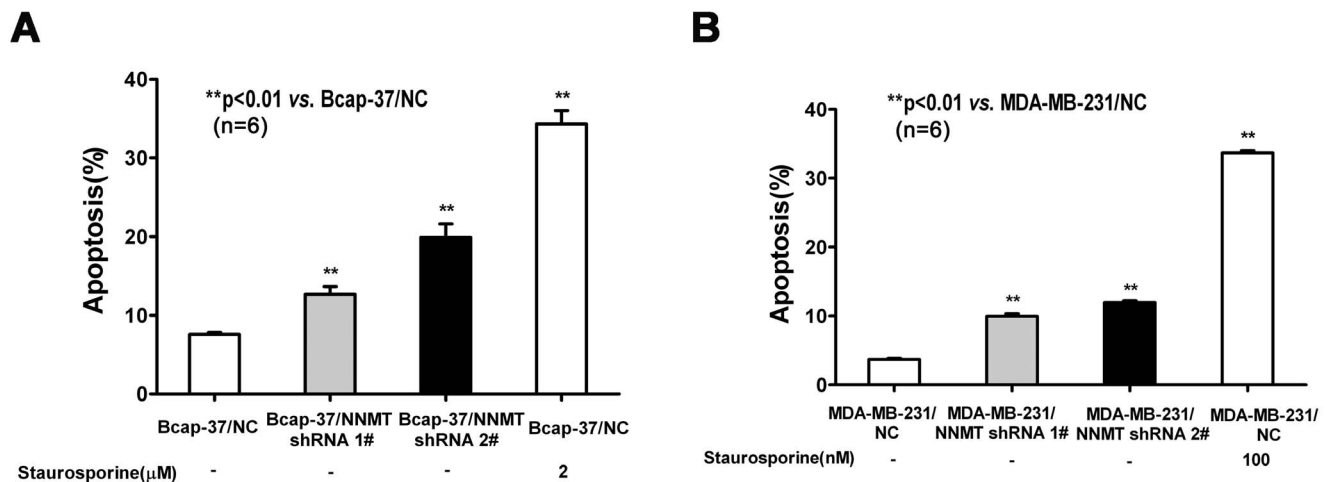 A
**p<0.01 vs. Bcap-37/NC
(n=6)
Apoptosis(%)
40
30
20
10
0
**
**
**
Bcap-37/NC
Bcap-37/NNMT
shRNA 1#
Bcap-37/NNMT
shRNA 2#
Bcap-37/NC
Staurosporine(μM) - - - 2
B
**p<0.01 vs. MDA-MB-231/NC
(n=6)
Apoptosis(%)
40
30
20
10
0
**
**
**
MDA-MB-231/
NC
MDA-MB-231/
NNMT shRNA 1#
MDA-MB-231/
NNMT shRNA 2#
MDA-MB-231/
NC
Staurosporine(nM) - - - 100